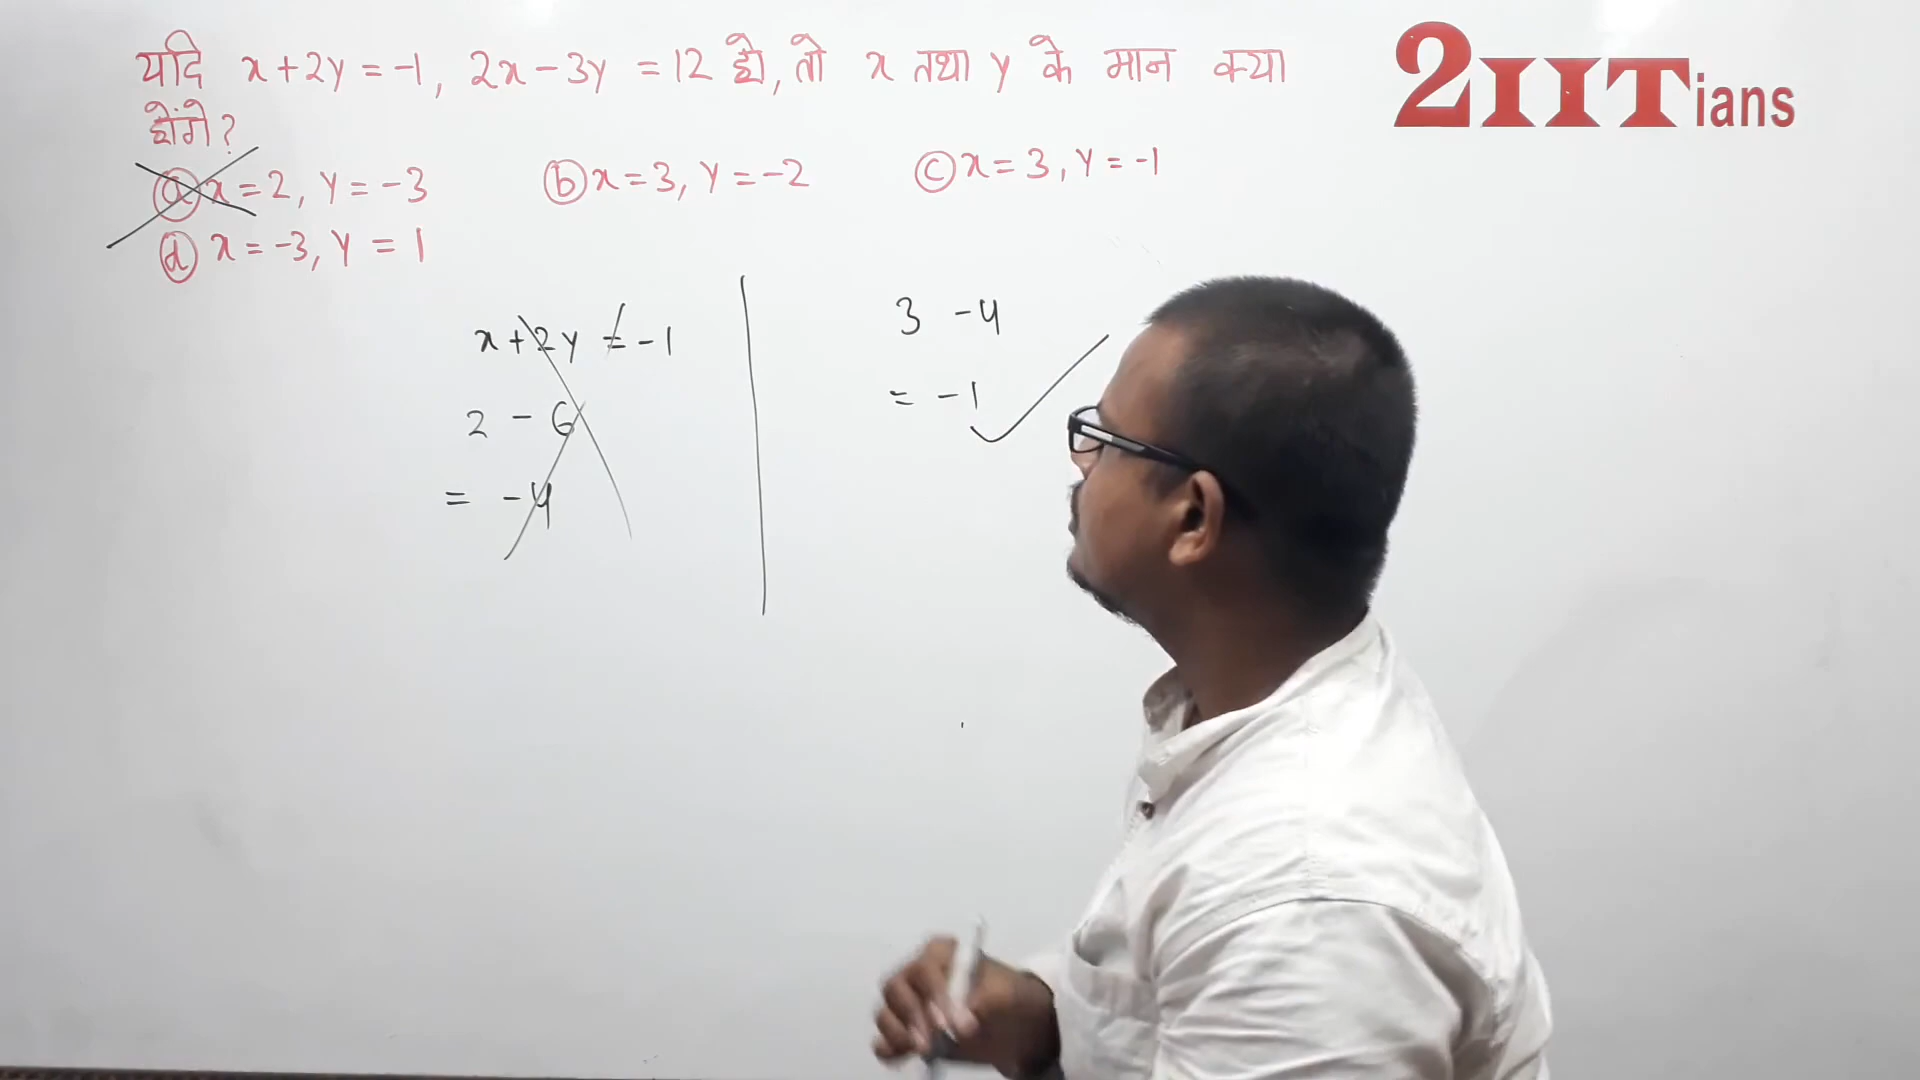 यदि x+2y = -1, 2x-3y = 12 हो, तो x तथा y के मान क्या
होंगे?
2IITians
(a) x = 2, y = -3 (b) x = 3, y = -2 (c) x = 3, y = -1
(d) x = -3, y = 1
x+2y ≠ -1
2 - 6
= -4
3 -4
= -1